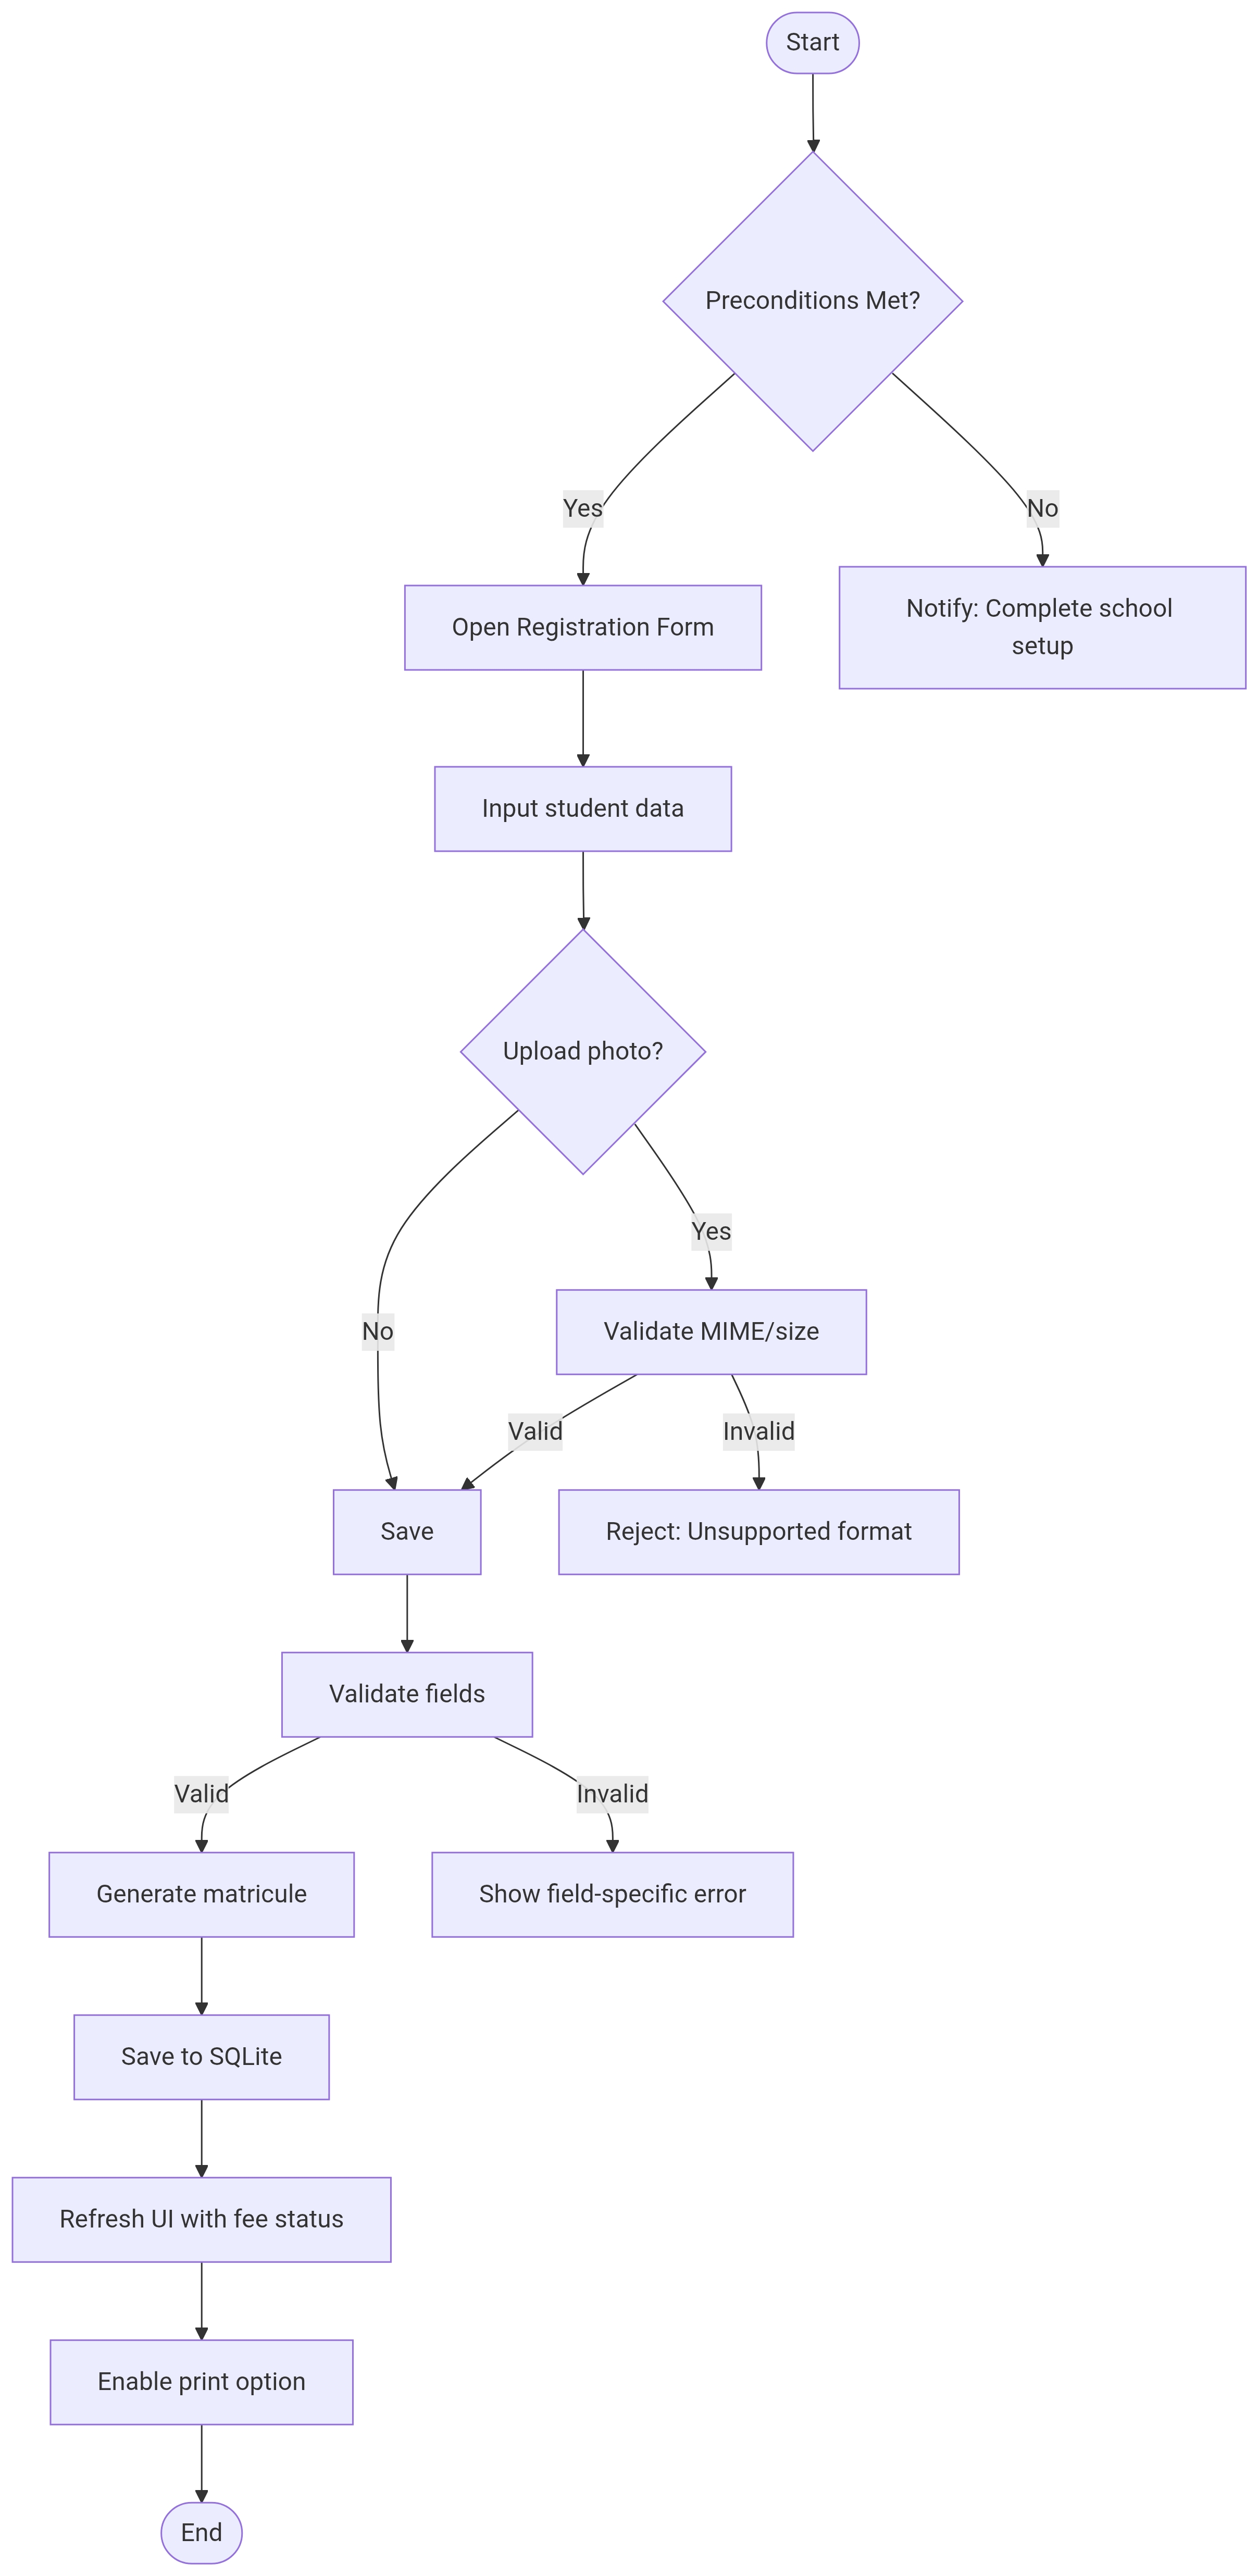 Start
Preconditions Met?
Yes
No
Open Registration Form
Notify: Complete school
setup
Input student data
Upload photo?
Yes
No
Validate MIME/size
Valid
Invalid
Save
Reject: Unsupported format
Validate fields
Valid
Invalid
Generate matricule
Show field-specific error
Save to SQLite
Refresh UI with fee status
Enable print option
End